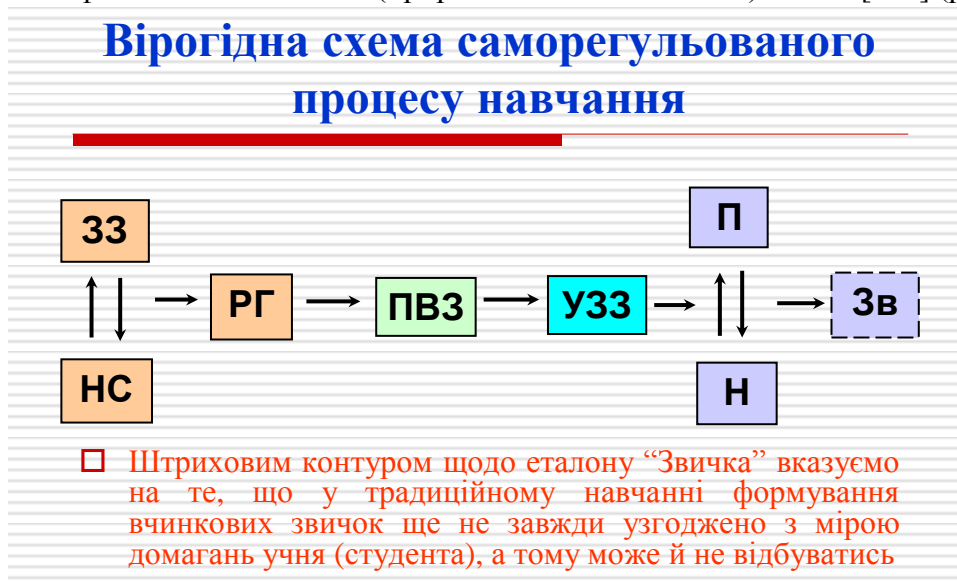 Вірогідна схема саморегульованого
процесу навчання
П
ЗЗ
РГ
ПВЗ
УЗЗ
Зв
НС
Н
Штриховим контуром щодо еталону “Звичка” вказуємо
на те, що у традиційному навчанні формування
вчинкових звичок ще не завжди узгоджено з мірою
домагань учня (студента), а тому може й не відбуватись